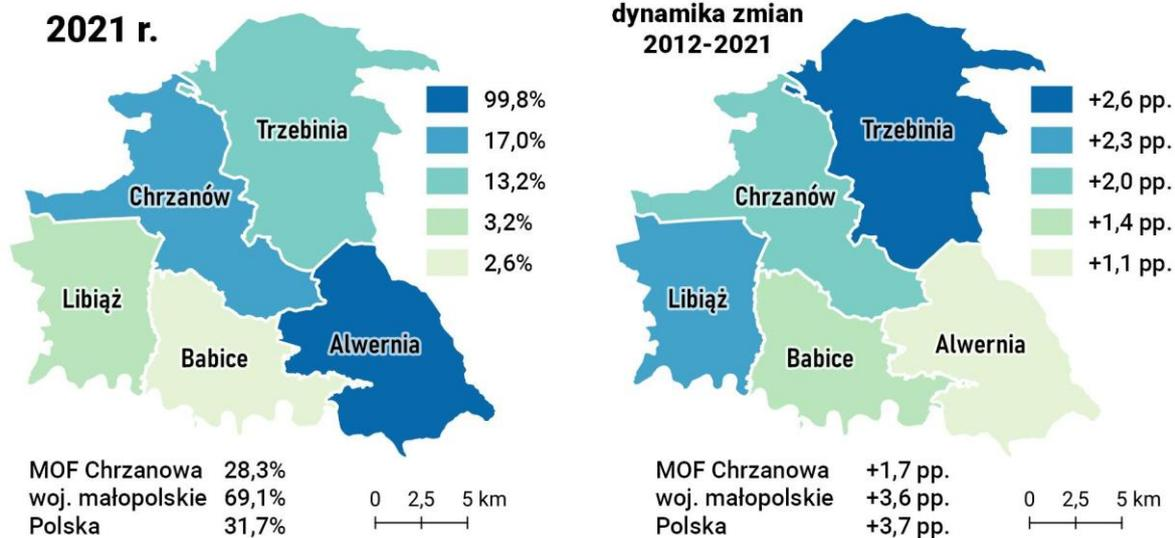 2021 r.
99,8%
17,0%
13,2%
3,2%
2,6%
Trzebinia
Chrzanów
Libiąż
Babice
Alwernia
MOF Chrzanowa 28,3%
woj. małopolskie 69,1%
Polska 31,7%
0 2,5 5 km
dynamika zmian
2012-2021
+2,6 pp.
+2,3 pp.
+2,0 pp.
+1,4 pp.
+1,1 pp.
Trzebinia
Chrzanów
Libiąż
Babice
Alwernia
MOF Chrzanowa +1,7 pp.
woj. małopolskie +3,6 pp.
Polska +3,7 pp.
0 2,5 5 km